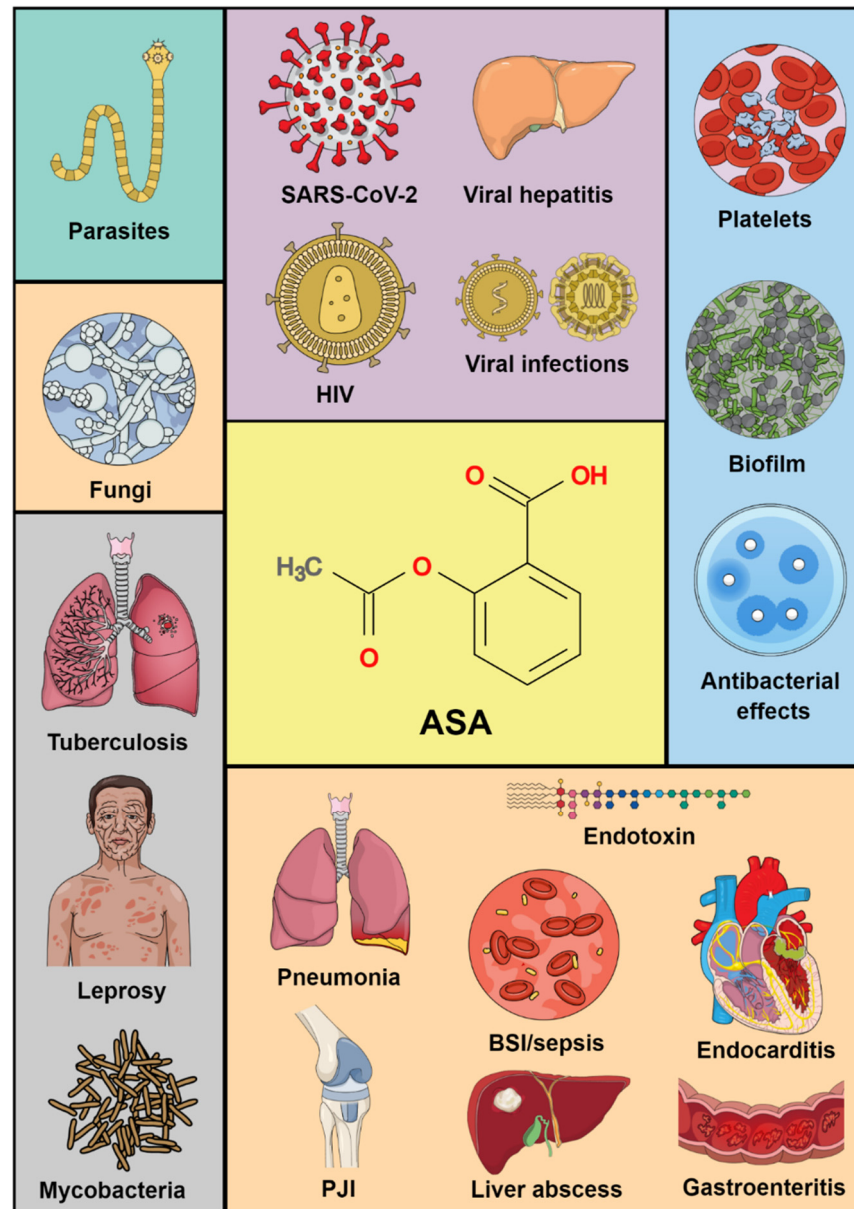 Parasites
SARS-CoV-2
Viral hepatitis
HIV
Viral infections
Platelets
Biofilm
Antibacterial
effects
Fungi
O
OH
H₃C
O
O
ASA
Tuberculosis
Leprosy
Mycobacteria
Endotoxin
Pneumonia
BSI/sepsis
Endocarditis
PJI
Liver abscess
Gastroenteritis